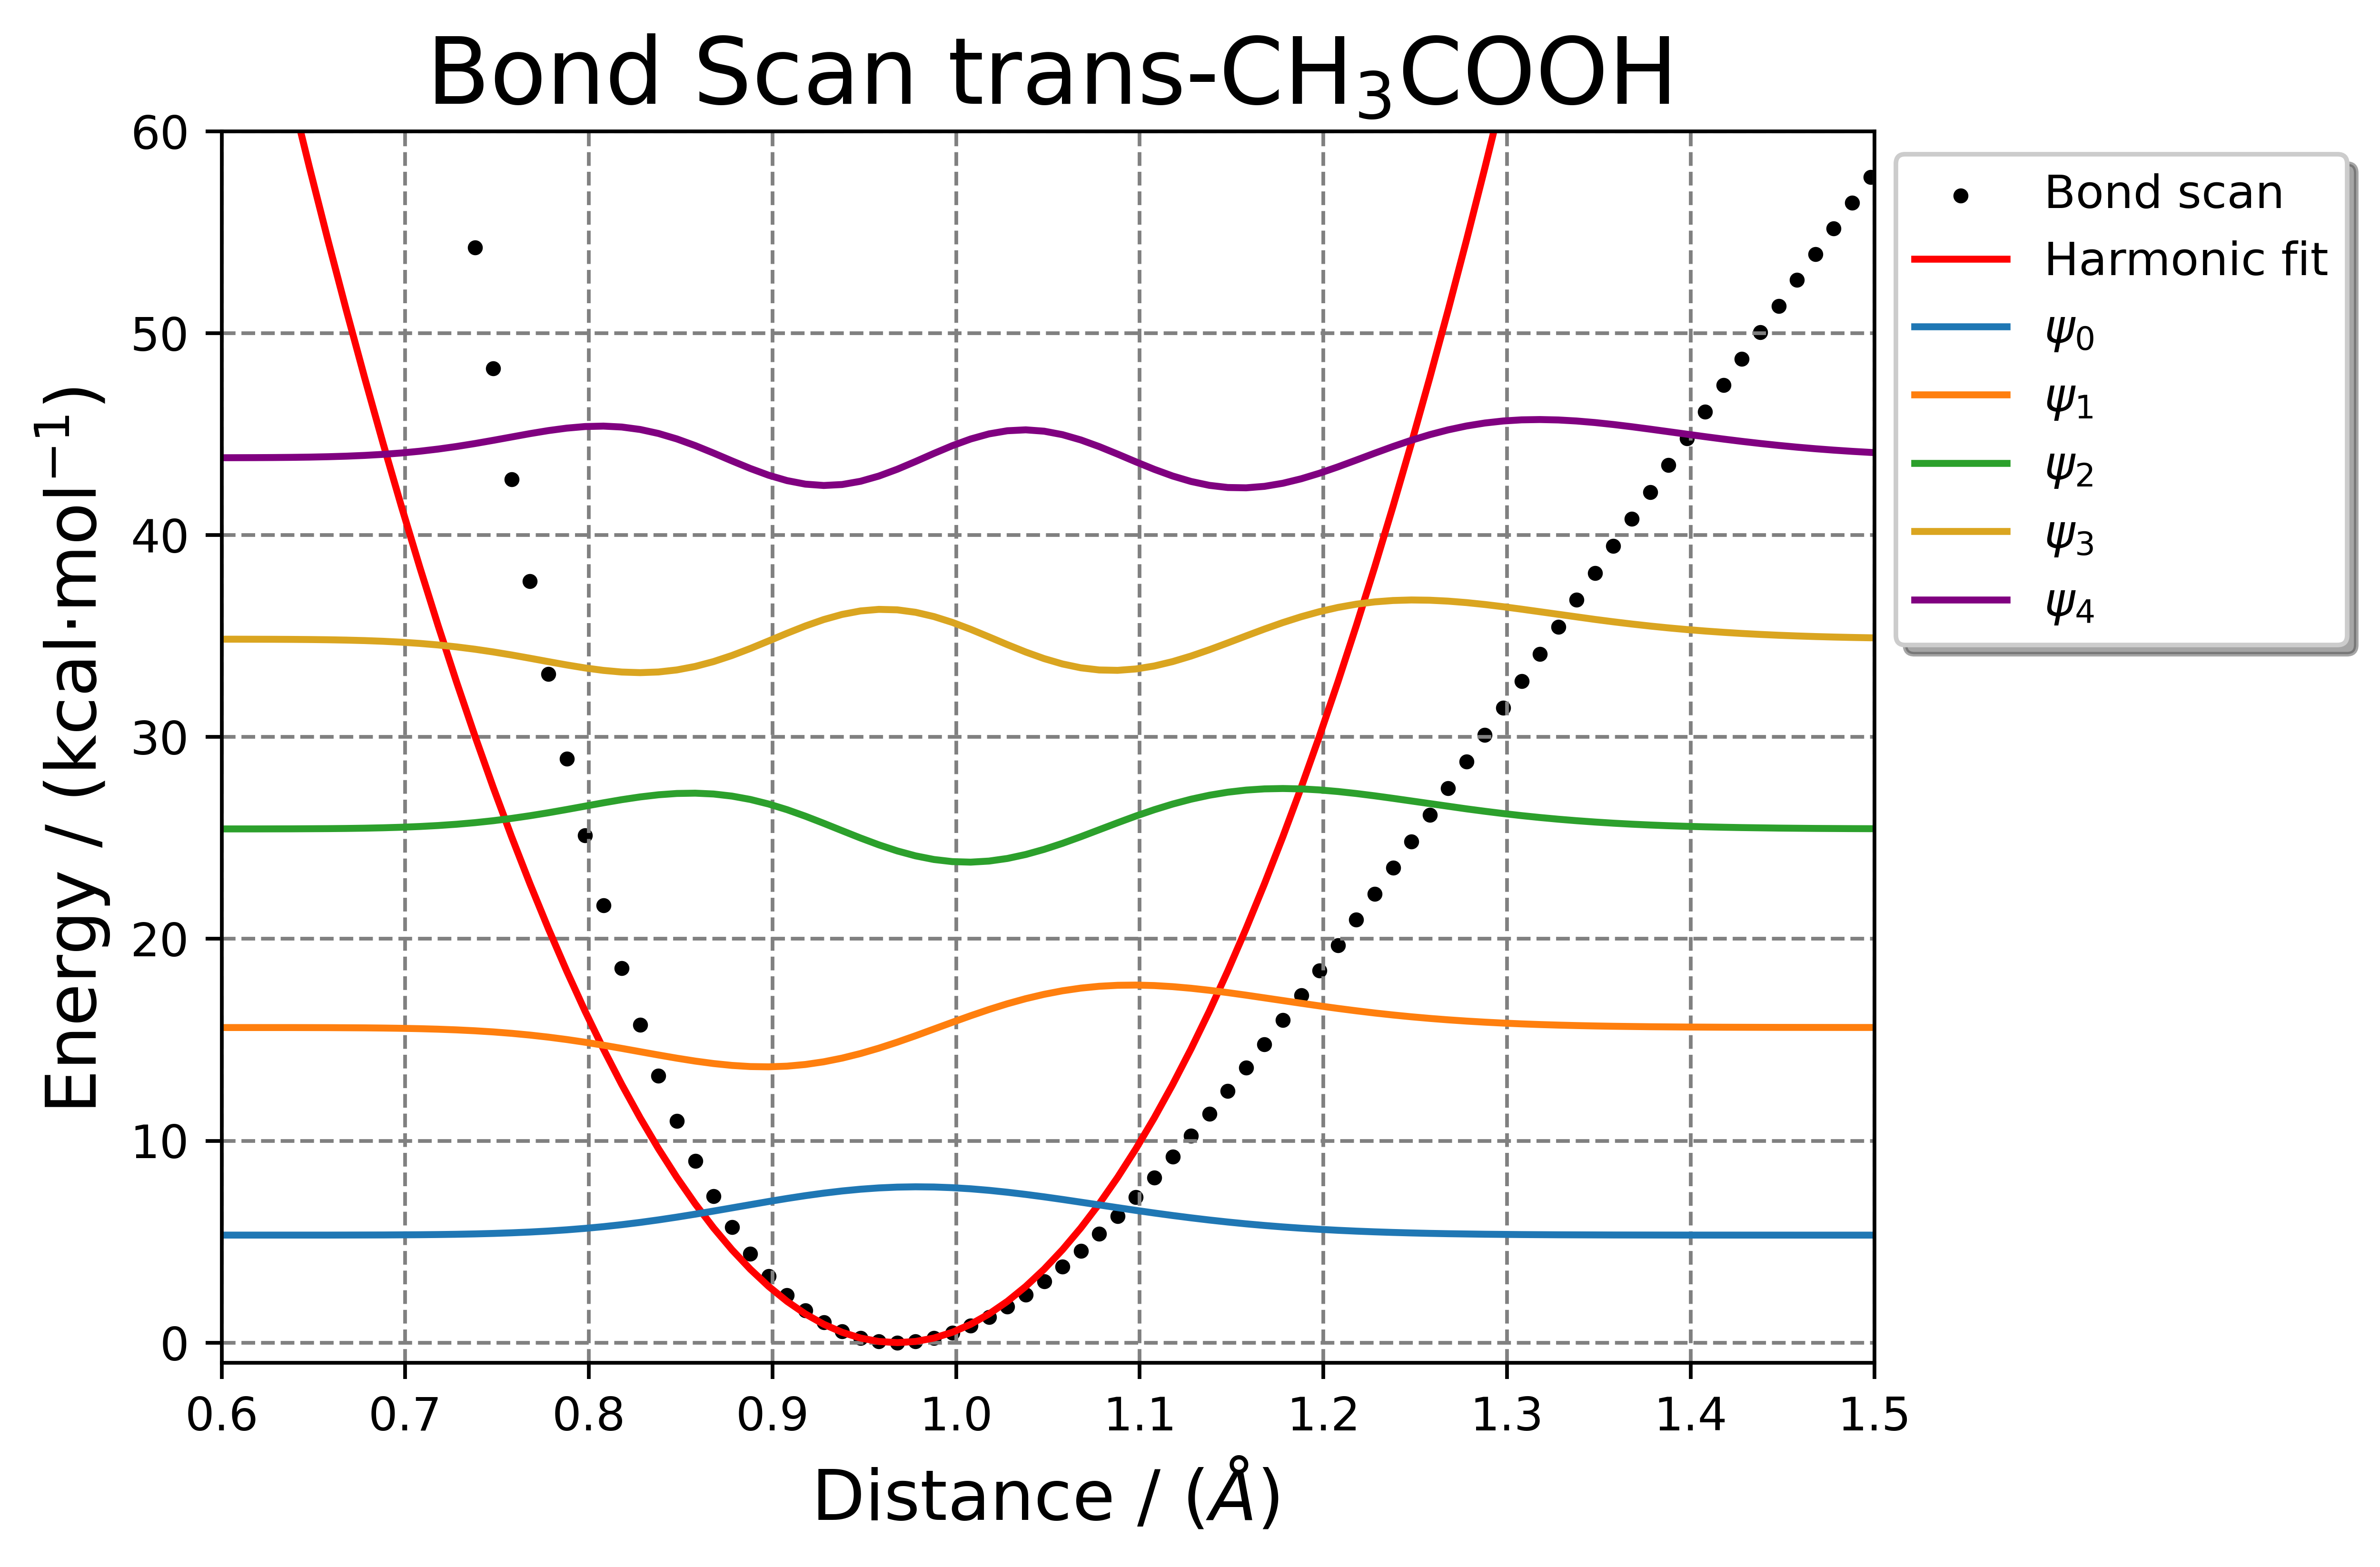 Bond Scan trans-CH₃COOH
Energy / (kcal·mol⁻¹)
60
50
40
30
20
10
0
0.6 0.7 0.8 0.9 1.0 1.1 1.2 1.3 1.4 1.5
Distance / (Å)
Bond scan
Harmonic fit
ψ₀
ψ₁
ψ₂
ψ₃
ψ₄